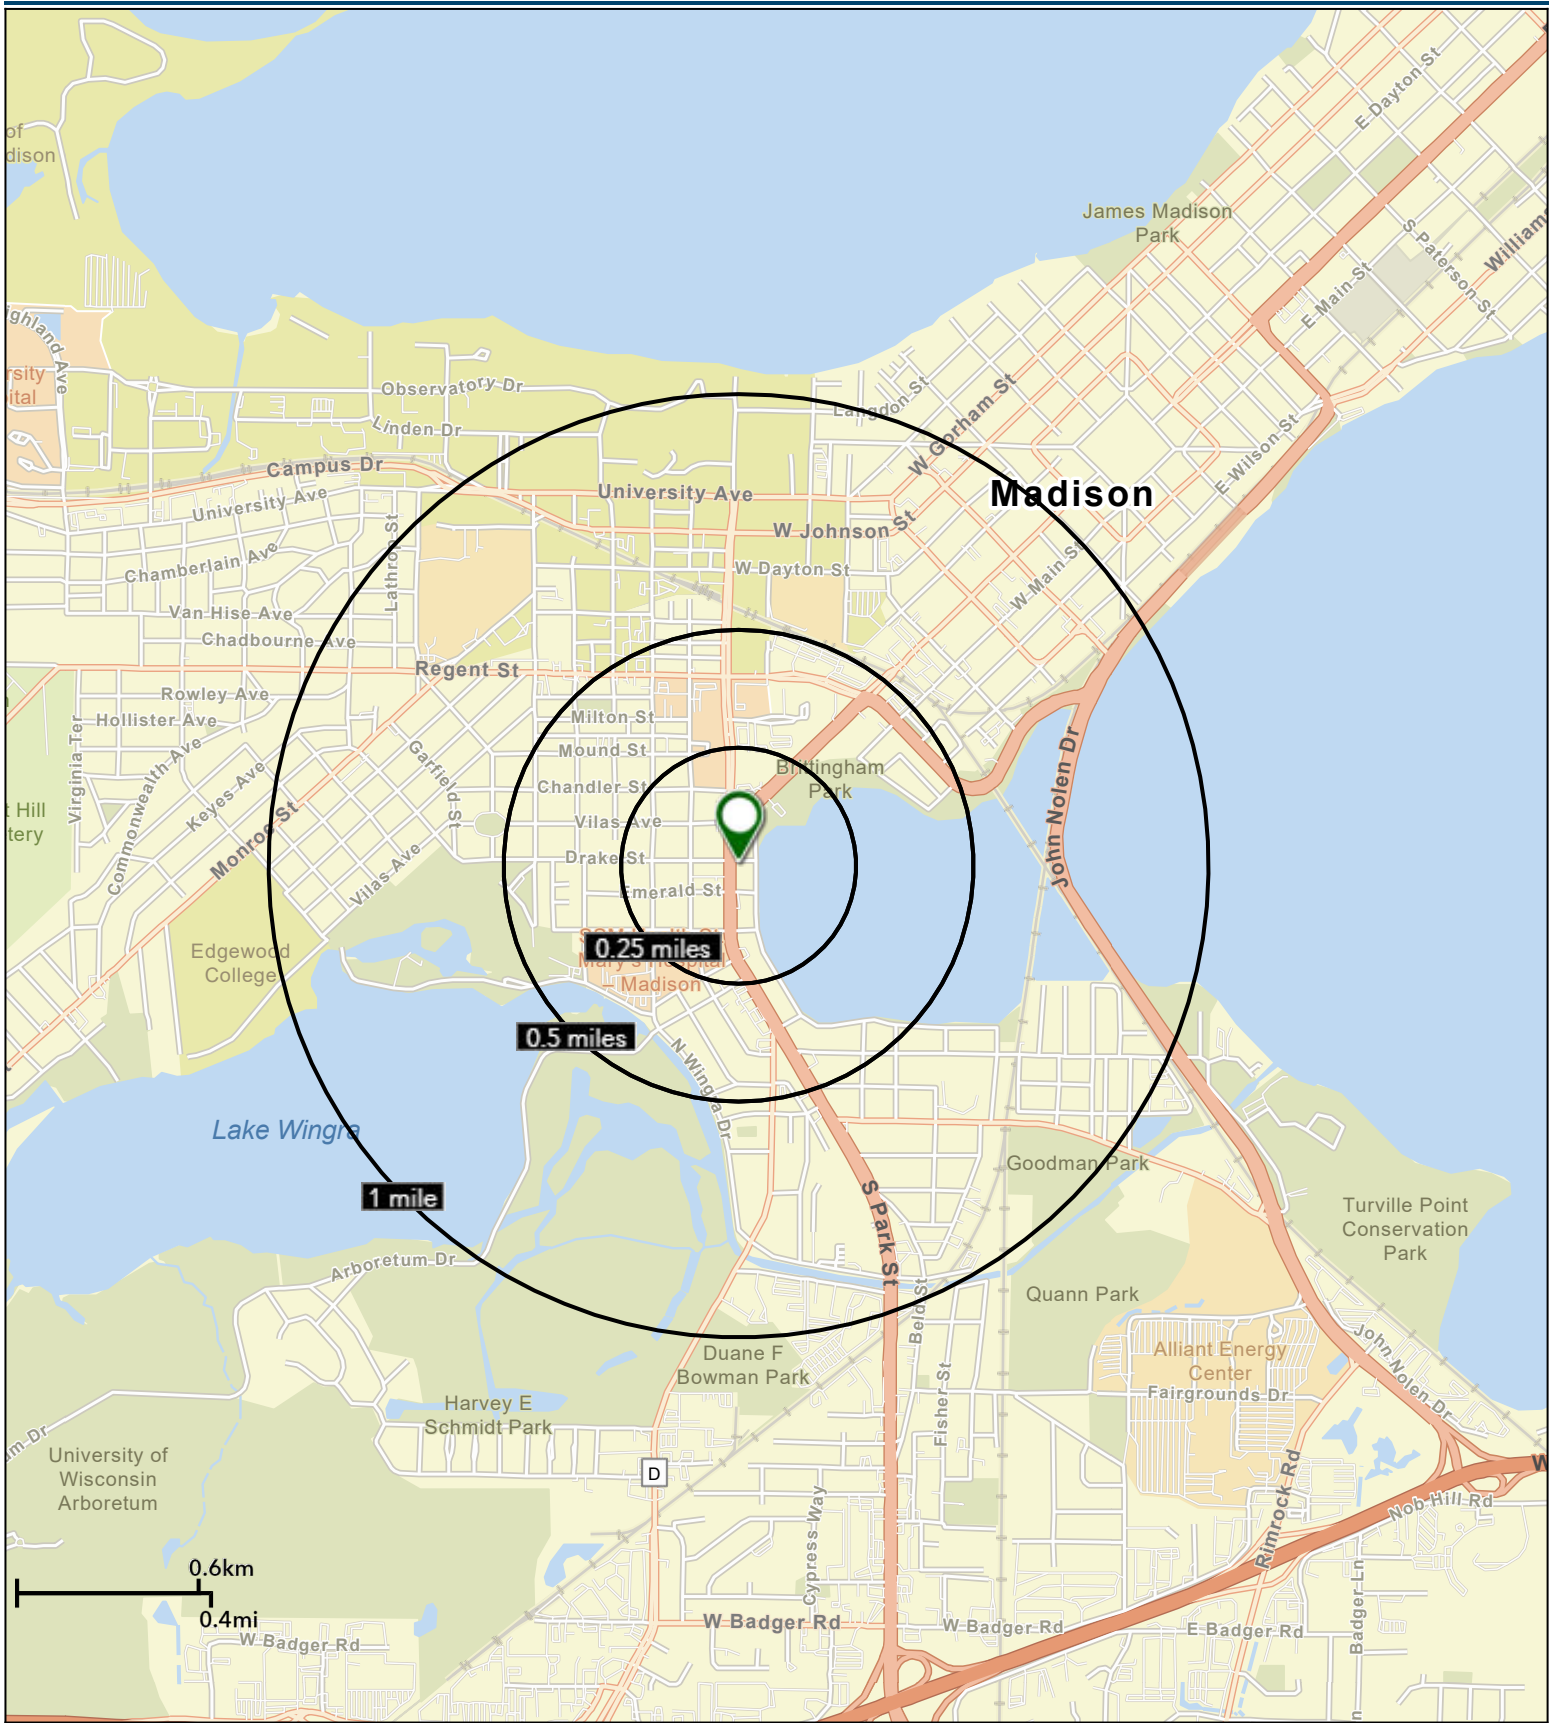 of
dison
E Dayton St
James Madison
Park
S Paterson St
William
E Main St
ighland Ave
rsity
ital
Observatory Dr
Langdon St
Linden Dr
W Gorham St
E Wilson St
Campus Dr
University Ave
University Ave
Madison
W Johnson St
Lathrop St
Chamberlain Ave
W Dayton St
W Main St
Van Hise Ave
Chadbourne Ave
Regent St
Rowley Ave
Hollister Ave
Milton St
Virginia Ter
Commonwealth Ave
Mound St
Garfield St
Brittingham
Park
Keyes Ave
Chandler St
John Nolen Dr
t Hill
tery
Monroe St
Vilas Ave
Vilas Ave
Drake St
Emerald St
Edgewood
College
0.25 miles
Mary's Hospital
– Madison
0.5 miles
N Wingra Dr
Lake Wingra
Goodman Park
1 mile
S Park St
Turville Point
Conservation
Park
Arboretum Dr
Quann Park
Beld St
Duane F
Bowman Park
Alliant Energy
Center
John Nolen Dr
Fairgrounds Dr
Harvey E
Schmidt Park
Fisher St
um Dr
University of
Wisconsin
Arboretum
D
W
Rimrock Rd
Nob Hill Rd
Cypress Way
0.6km
0.4mi
Badger Ln
W Badger Rd
W Badger Rd
W Badger Rd
E Badger Rd
n